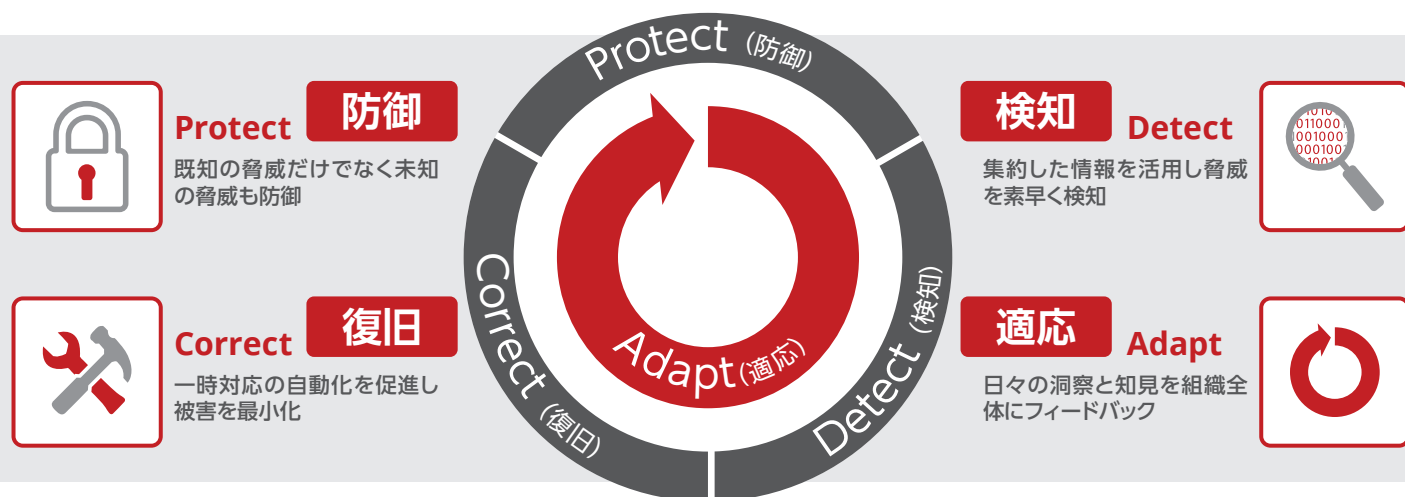 Protect 防御
既知の脅威だけでなく未知
の脅威も防御
Correct 復旧
一時対応の自動化を促進し
被害を最小化
Protect (防御)
Correct (復旧)
Detect (検知)
Adapt(適応)
検知 Detect
集約した情報を活用し脅威
を素早く検知
適応 Adapt
日々の洞察と知見を組織全
体にフィードバック